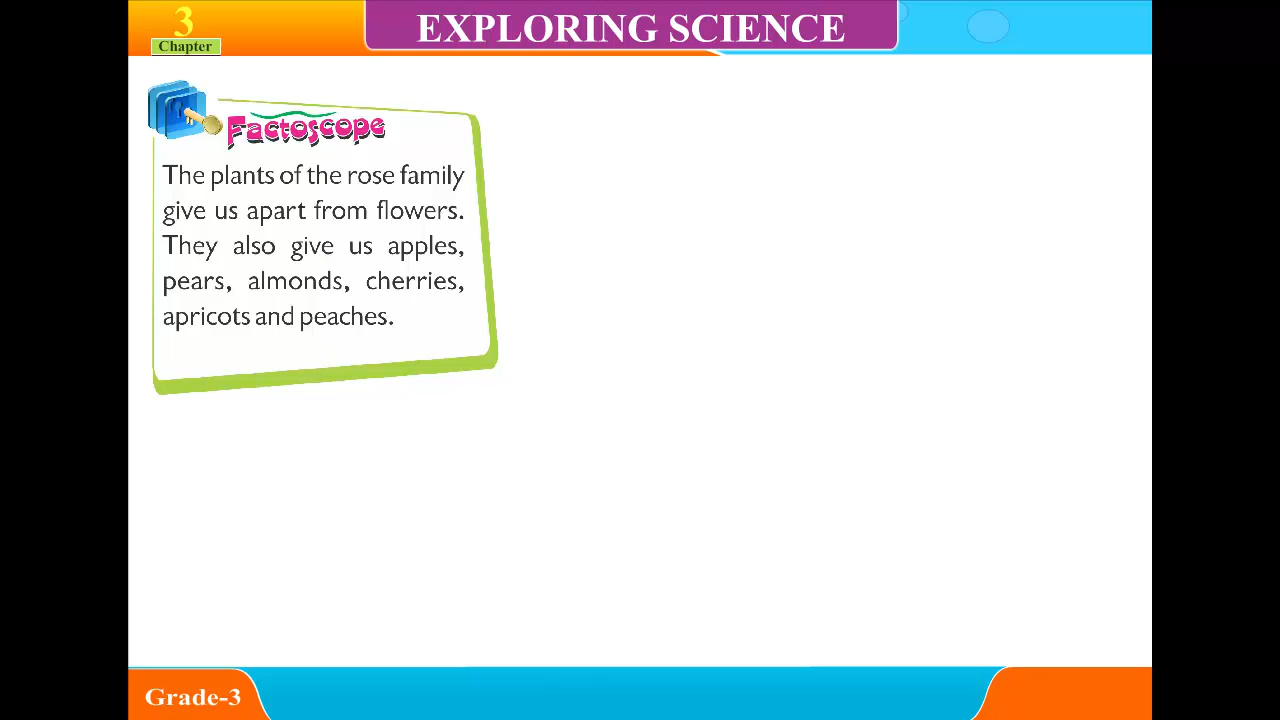 3
Chapter
EXPLORING SCIENCE
Factoscope
The plants of the rose family
give us apart from flowers.
They also give us apples,
pears, almonds, cherries,
apricots and peaches.
Grade-3